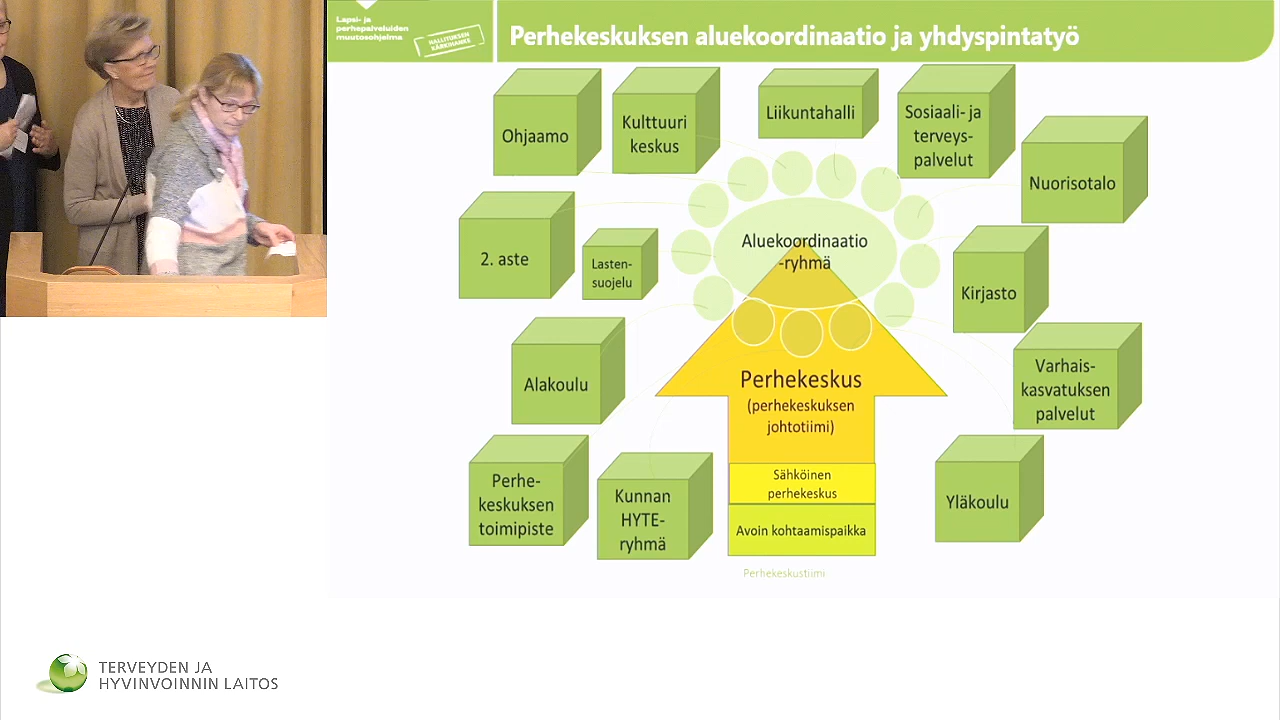 Lapsi- ja
perhepalveluiden
muutosohjelma
HALLITUKSEN
KÄRKIHANKE
Perhekeskuksen aluekoordinaatio ja yhdyspintatyö
Ohjaamo
Kulttuuri
keskus
Liikuntahalli
Sosiaali- ja
terveys-
palvelut
Nuorisotalo
2. aste
Lasten-
suojelu
Aluekoordinaatio
-ryhmä
Kirjasto
Alakoulu
Perhekeskus
(perhekeskuksen
johtotiimi)
Varhais-
kasvatuksen
palvelut
Perhe-
keskuksen
toimipiste
Kunnan
HYTE-
ryhmä
Sähköinen
perhekeskus
Avoin kohtaamispaikka
Yläkoulu
Perhekeskustiimi
TERVEYDEN JA
HYVINVOINNIN LAITOS